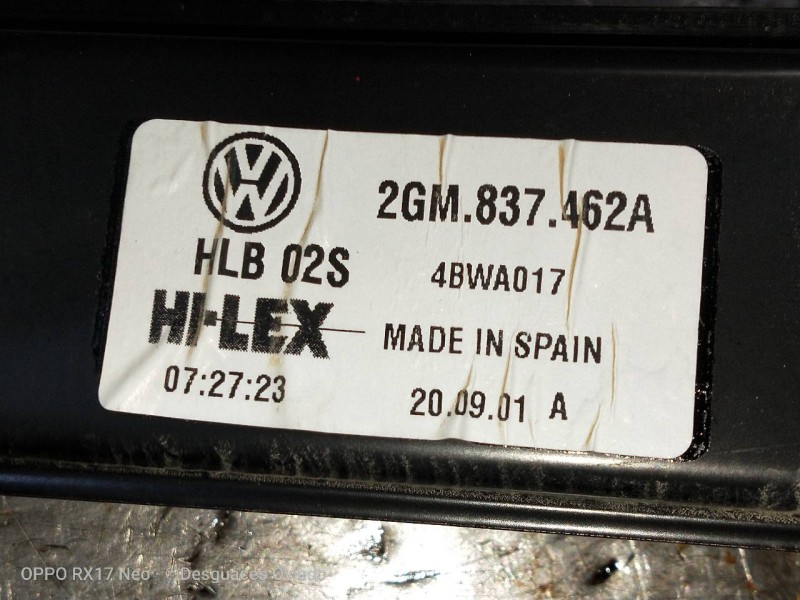 2GM.837.462A
HLB 02S
4BWA017
HI-LEX
MADE IN SPAIN
07:27:23
20.09.01 A
OPPO RX17 Neo · ©Desguaces